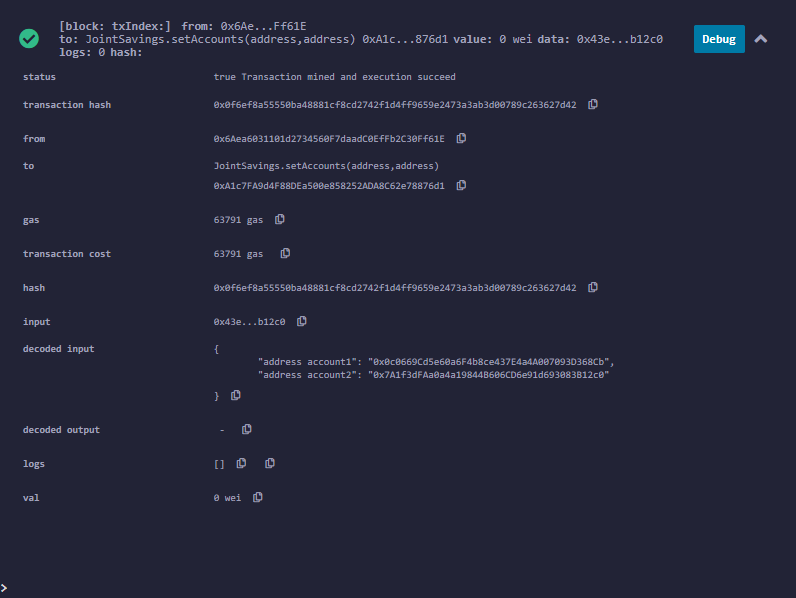 [block: txIndex:] from: 0x6Ae...Ff61E
to: JointSavings.setAccounts(address,address) 0xA1c...876d1 value: 0 wei data: 0x43e...b12c0
logs: 0 hash:
Debug
status true Transaction mined and execution succeed
transaction hash 0x0f6ef8a55550ba48881cf8cd2742f1d4ff9659e2473a3ab3d00789c263627d42
from 0x6Aea6031101d2734560F7daadC0EfFb2C30Ff61E
to JointSavings.setAccounts(address,address)
0xA1c7FA9d4F88DEa500e858252ADA8C62e78876d1
gas 63791 gas
transaction cost 63791 gas
hash 0x0f6ef8a55550ba48881cf8cd2742f1d4ff9659e2473a3ab3d00789c263627d42
input 0x43e...b12c0
decoded input {
"address account1": "0x0c0669Cd5e60a6F4b8ce437E4a4A007093D368Cb",
"address account2": "0x7A1f3dFAa0a4a19844B606CD6e91d693083B12c0"
}
decoded output -
logs []
val 0 wei
>